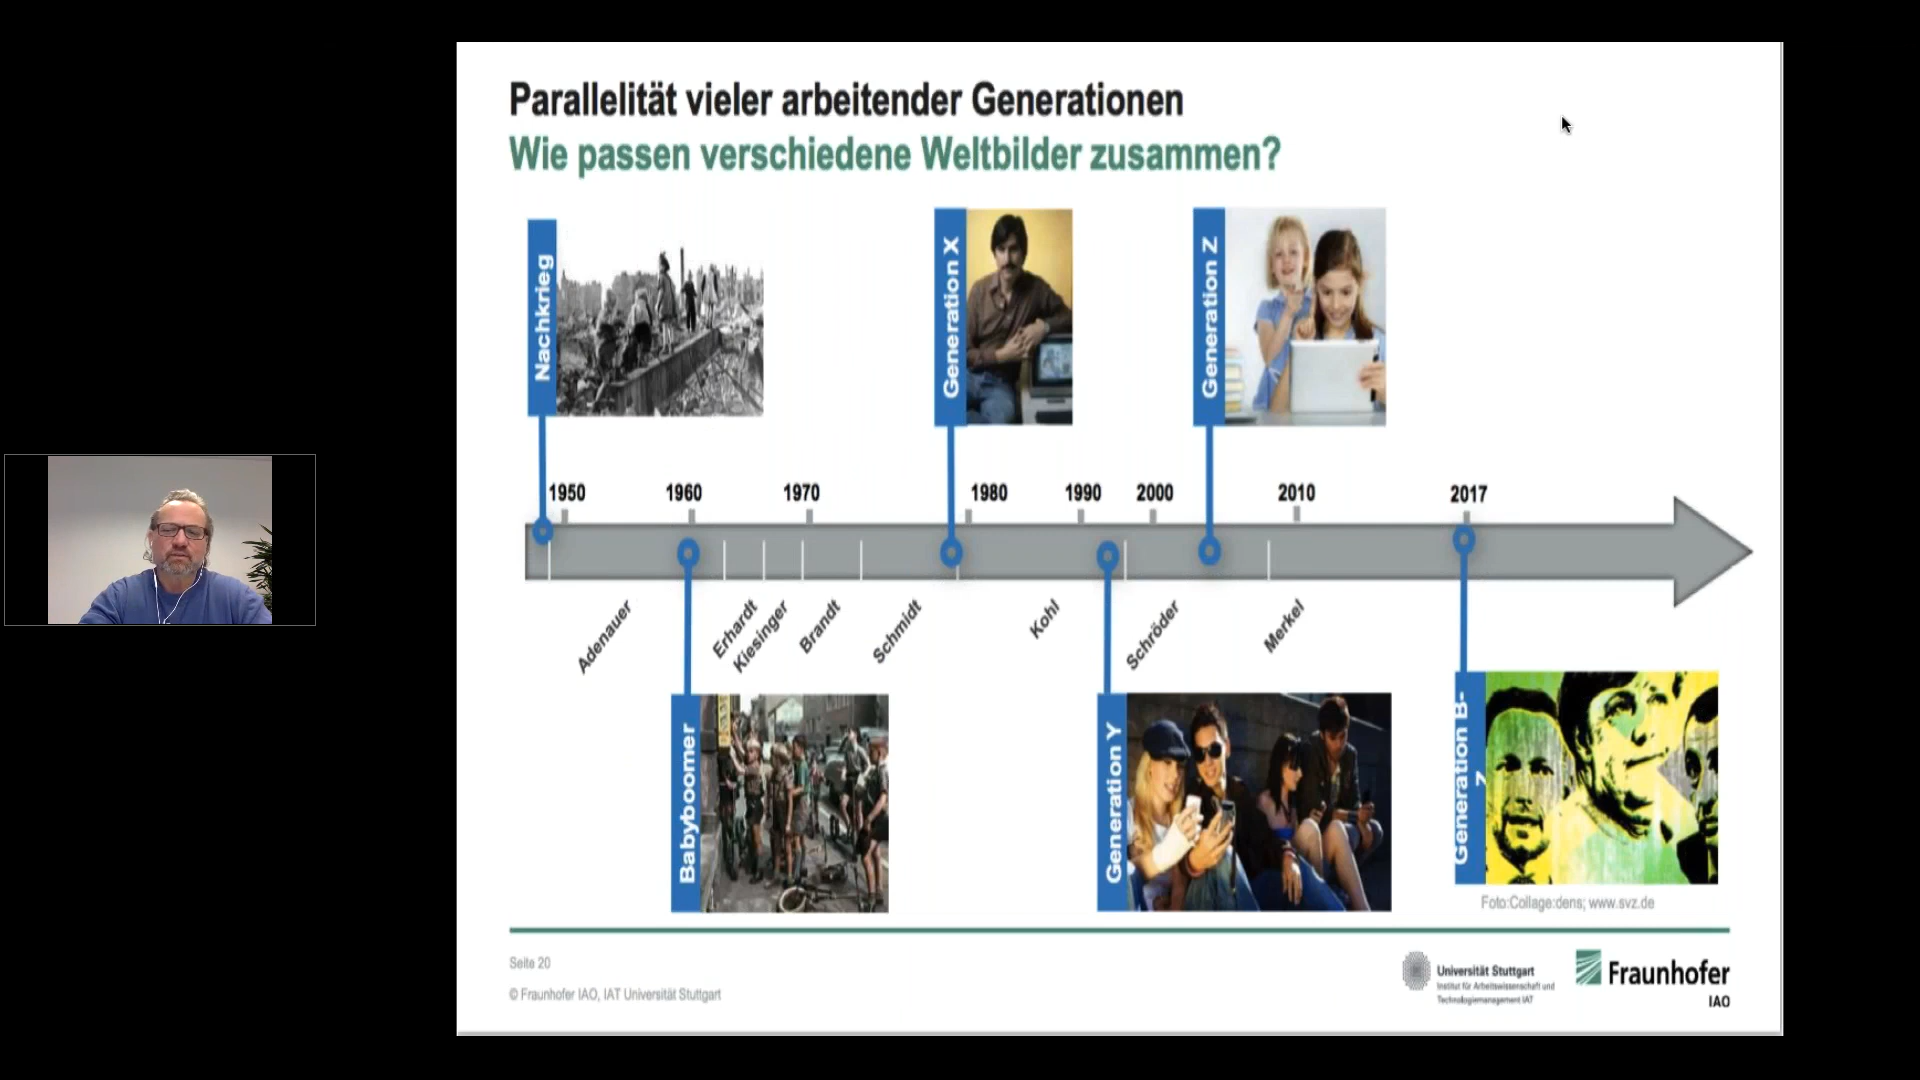 Parallelität vieler arbeitender Generationen
Wie passen verschiedene Weltbilder zusammen?
Nachkrieg
Generation X
Generation Z
1950
1960
1970
1980
1990
2000
2010
2017
Adenauer
Erhardt
Kiesinger
Brandt
Schmidt
Kohl
Schröder
Merkel
Babyboomer
Generation Y
Generation B-
Z
Foto:Collage:dens; www.svz.de
Seite 20
© Fraunhofer IAO, IAT Universität Stuttgart
Universität Stuttgart
Institut für Arbeitswissenschaft und
Technologiemanagement IAT
Fraunhofer
IAO